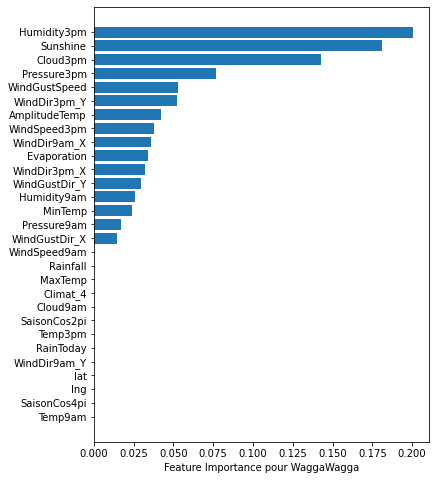 Humidity3pm
Sunshine
Cloud3pm
Pressure3pm
WindGustSpeed
WindDir3pm_Y
AmplitudeTemp
WindSpeed3pm
WindDir9am_X
Evaporation
WindDir3pm_X
WindGustDir_Y
Humidity9am
MinTemp
Pressure9am
WindGustDir_X
WindSpeed9am
Rainfall
MaxTemp
Climat_4
Cloud9am
SaisonCos2pi
Temp3pm
RainToday
WindDir9am_Y
lat
lng
SaisonCos4pi
Temp9am
0.000 0.025 0.050 0.075 0.100 0.125 0.150 0.175 0.200
Feature Importance pour WaggaWagga